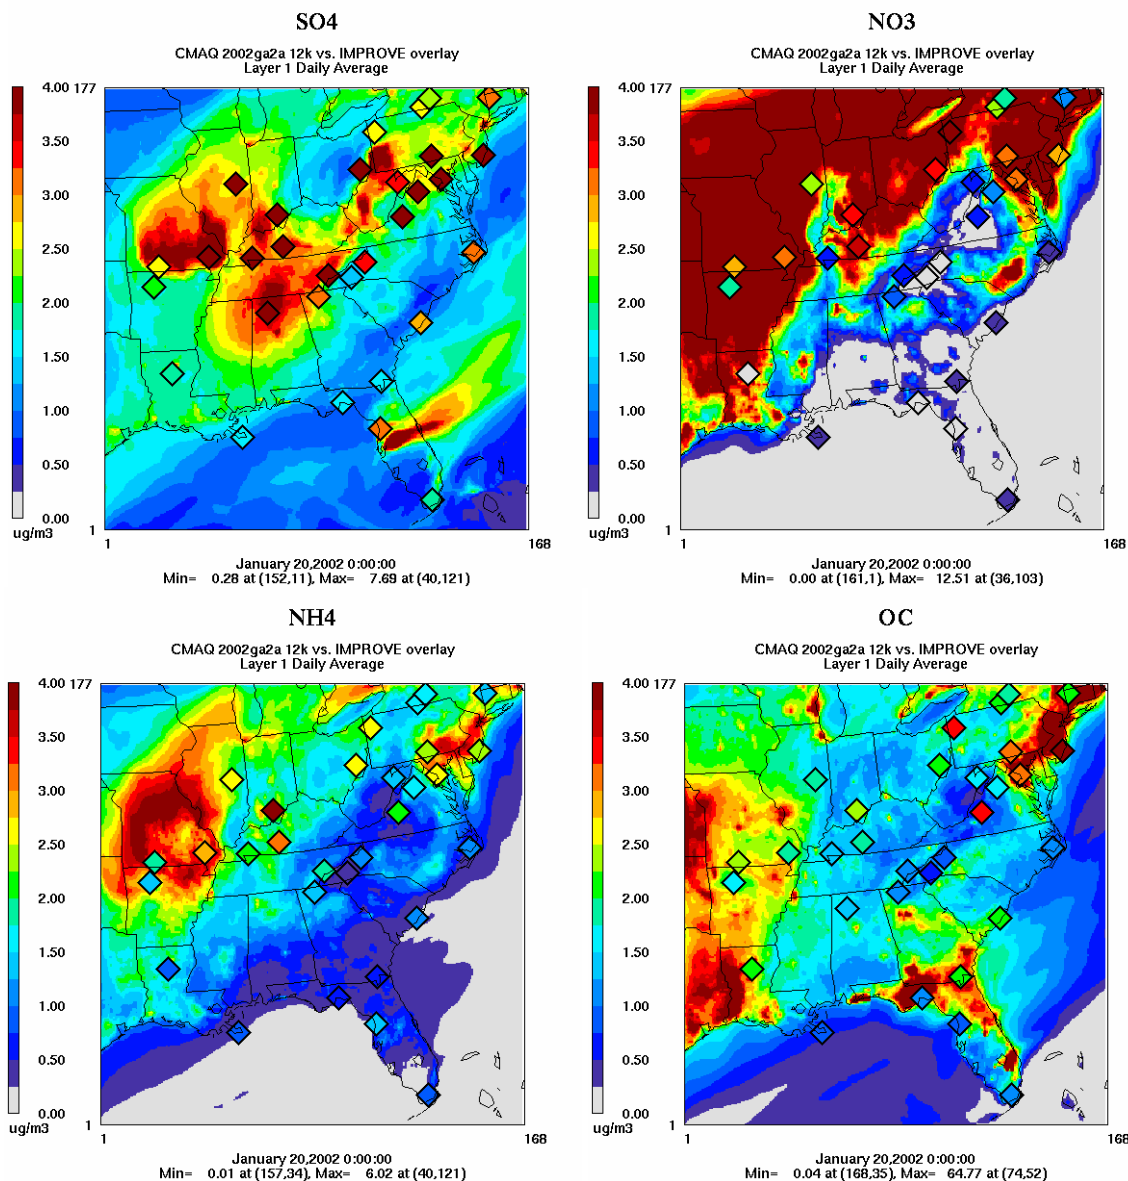 SO4
CMAQ 2002ga2a 12k vs. IMPROVE overlay
Layer 1 Daily Average
4.00 177
3.50
3.00
2.50
2.00
1.50
1.00
0.50
0.00
ug/m3
1
1 168
January 20,2002 0:00:00
Min= 0.28 at (152,11), Max= 7.69 at (40,121)
NO3
CMAQ 2002ga2a 12k vs. IMPROVE overlay
Layer 1 Daily Average
4.00 177
3.50
3.00
2.50
2.00
1.50
1.00
0.50
0.00
ug/m3
1
1 168
January 20,2002 0:00:00
Min= 0.00 at (161,1), Max= 12.51 at (36,103)
NH4
CMAQ 2002ga2a 12k vs. IMPROVE overlay
Layer 1 Daily Average
4.00 177
3.50
3.00
2.50
2.00
1.50
1.00
0.50
0.00
ug/m3
1
1 168
January 20,2002 0:00:00
Min= 0.01 at (157,34), Max= 6.02 at (40,121)
OC
CMAQ 2002ga2a 12k vs. IMPROVE overlay
Layer 1 Daily Average
4.00 177
3.50
3.00
2.50
2.00
1.50
1.00
0.50
0.00
ug/m3
1
1 168
January 20,2002 0:00:00
Min= 0.04 at (168,35), Max= 64.77 at (74,52)